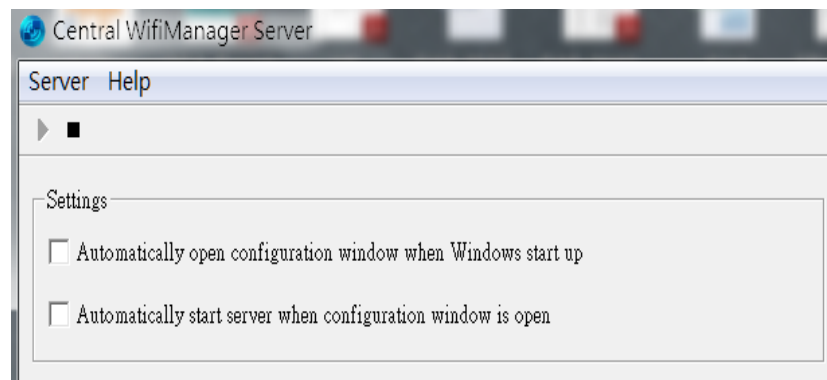 Central WifiManager Server
Server Help
Settings
Automatically open configuration window when Windows start up
Automatically start server when configuration window is open